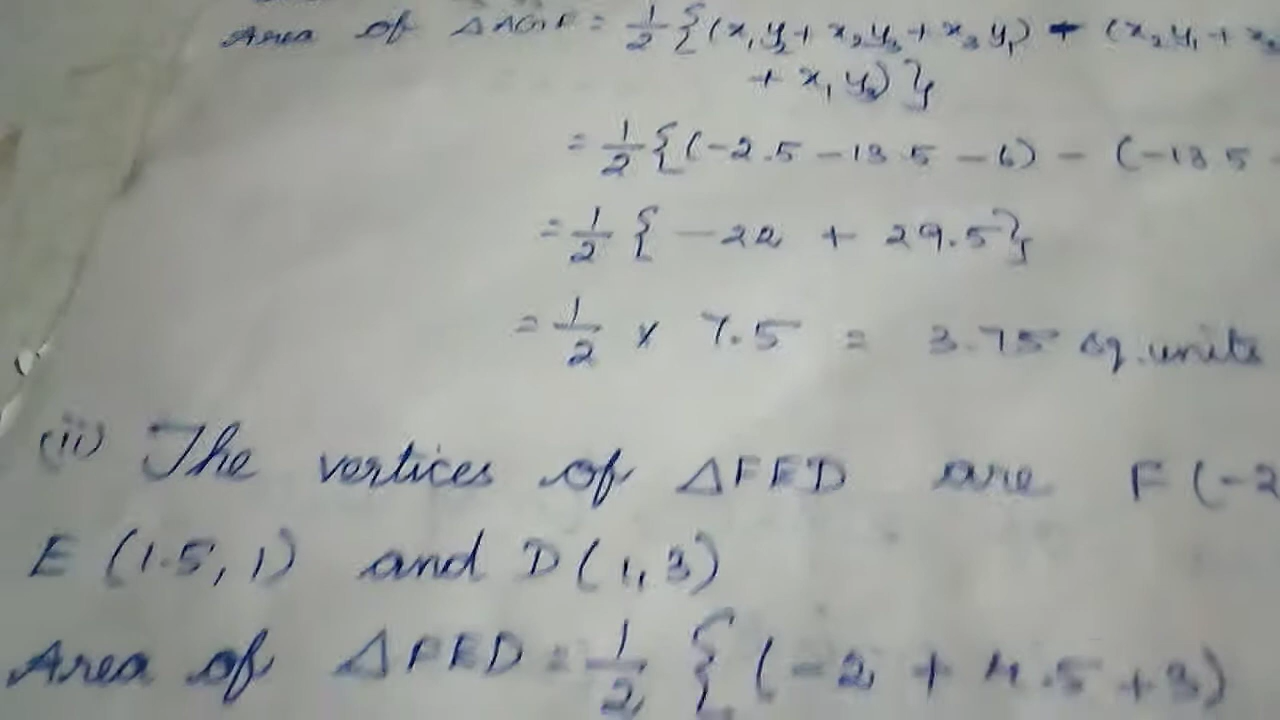 Area of ΔAGF = 1/2 {(x₁y₂ + x₂y₃ + x₃y₁) - (x₂y₁ +
+ x₁y₃)}
= 1/2 {(-2.5 - 13.5 - 6) - (-13.5 -
= 1/2 { -22 + 29.5}
= 1/2 × 7.5 = 3.75 sq.units
(ii) The vertices of ΔFED are F(-2
E (1.5, 1) and D(1, 3)
Area of ΔFED = 1/2 { (-2 + 4.5 + 3)